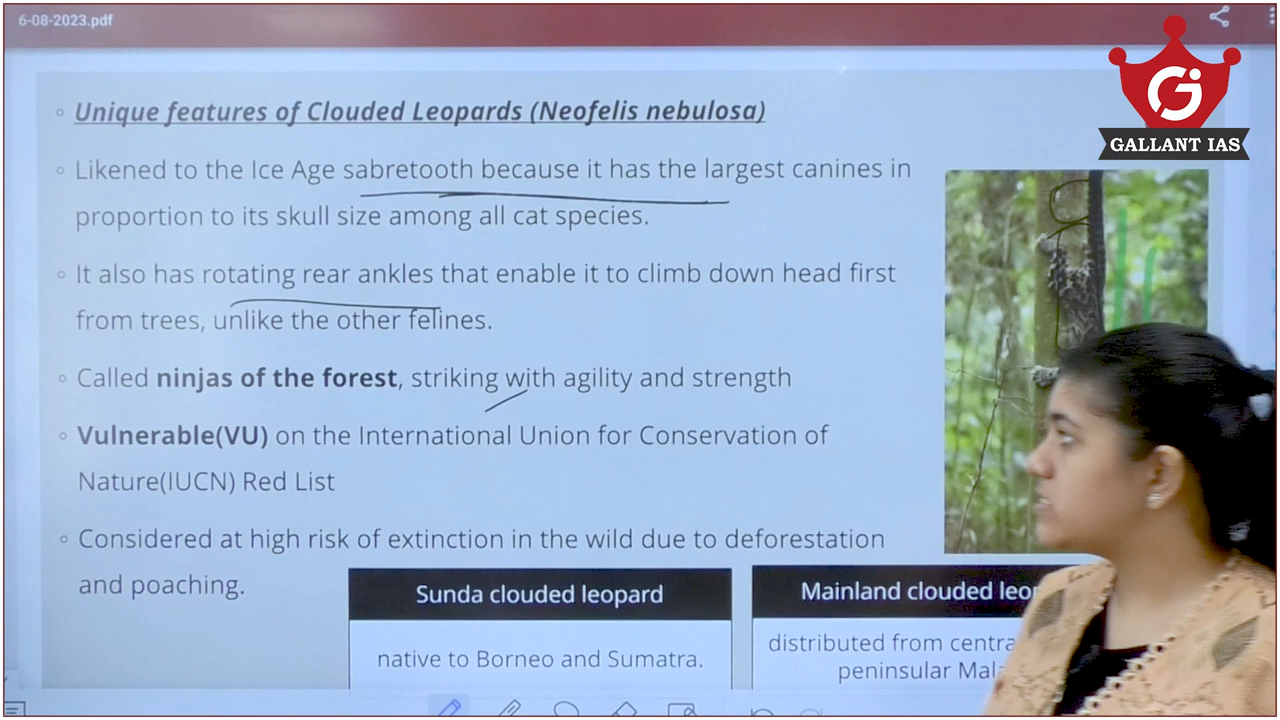 6-08-2023.pdf
GALLANT IAS
Unique features of Clouded Leopards (Neofelis nebulosa)
Likened to the Ice Age sabretooth because it has the largest canines in
proportion to its skull size among all cat species.
It also has rotating rear ankles that enable it to climb down head first
from trees, unlike the other felines.
Called ninjas of the forest, striking with agility and strength
Vulnerable(VU) on the International Union for Conservation of
Nature(IUCN) Red List
Considered at high risk of extinction in the wild due to deforestation
and poaching.
Sunda clouded leopard
native to Borneo and Sumatra.
Mainland clouded
distributed from
peninsular